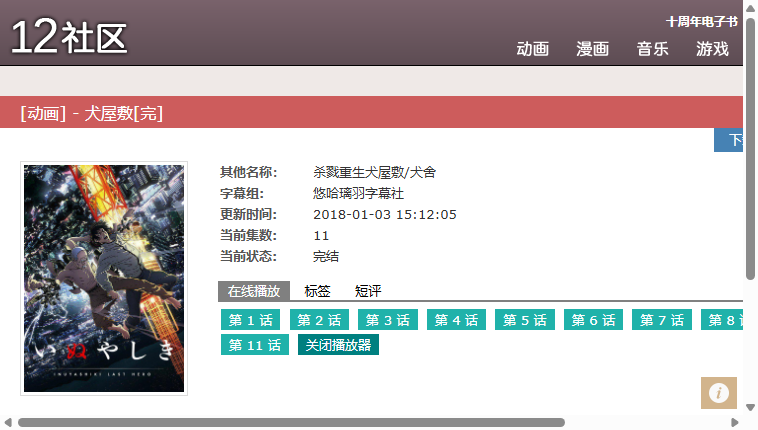 12社区
十周年电子书
动画 漫画 音乐 游戏
[动画] - 犬屋敷[完]
其他名称: 杀戮重生犬屋敷/犬舍
字幕组: 悠哈璃羽字幕社
更新时间: 2018-01-03 15:12:05
当前集数: 11
当前状态: 完结
在线播放 标签 短评
第 1 话 第 2 话 第 3 话 第 4 话 第 5 话 第 6 话 第 7 话 第 8
第 11 话 关闭播放器
いぬやしき
INUYASHIKI LAST HERO